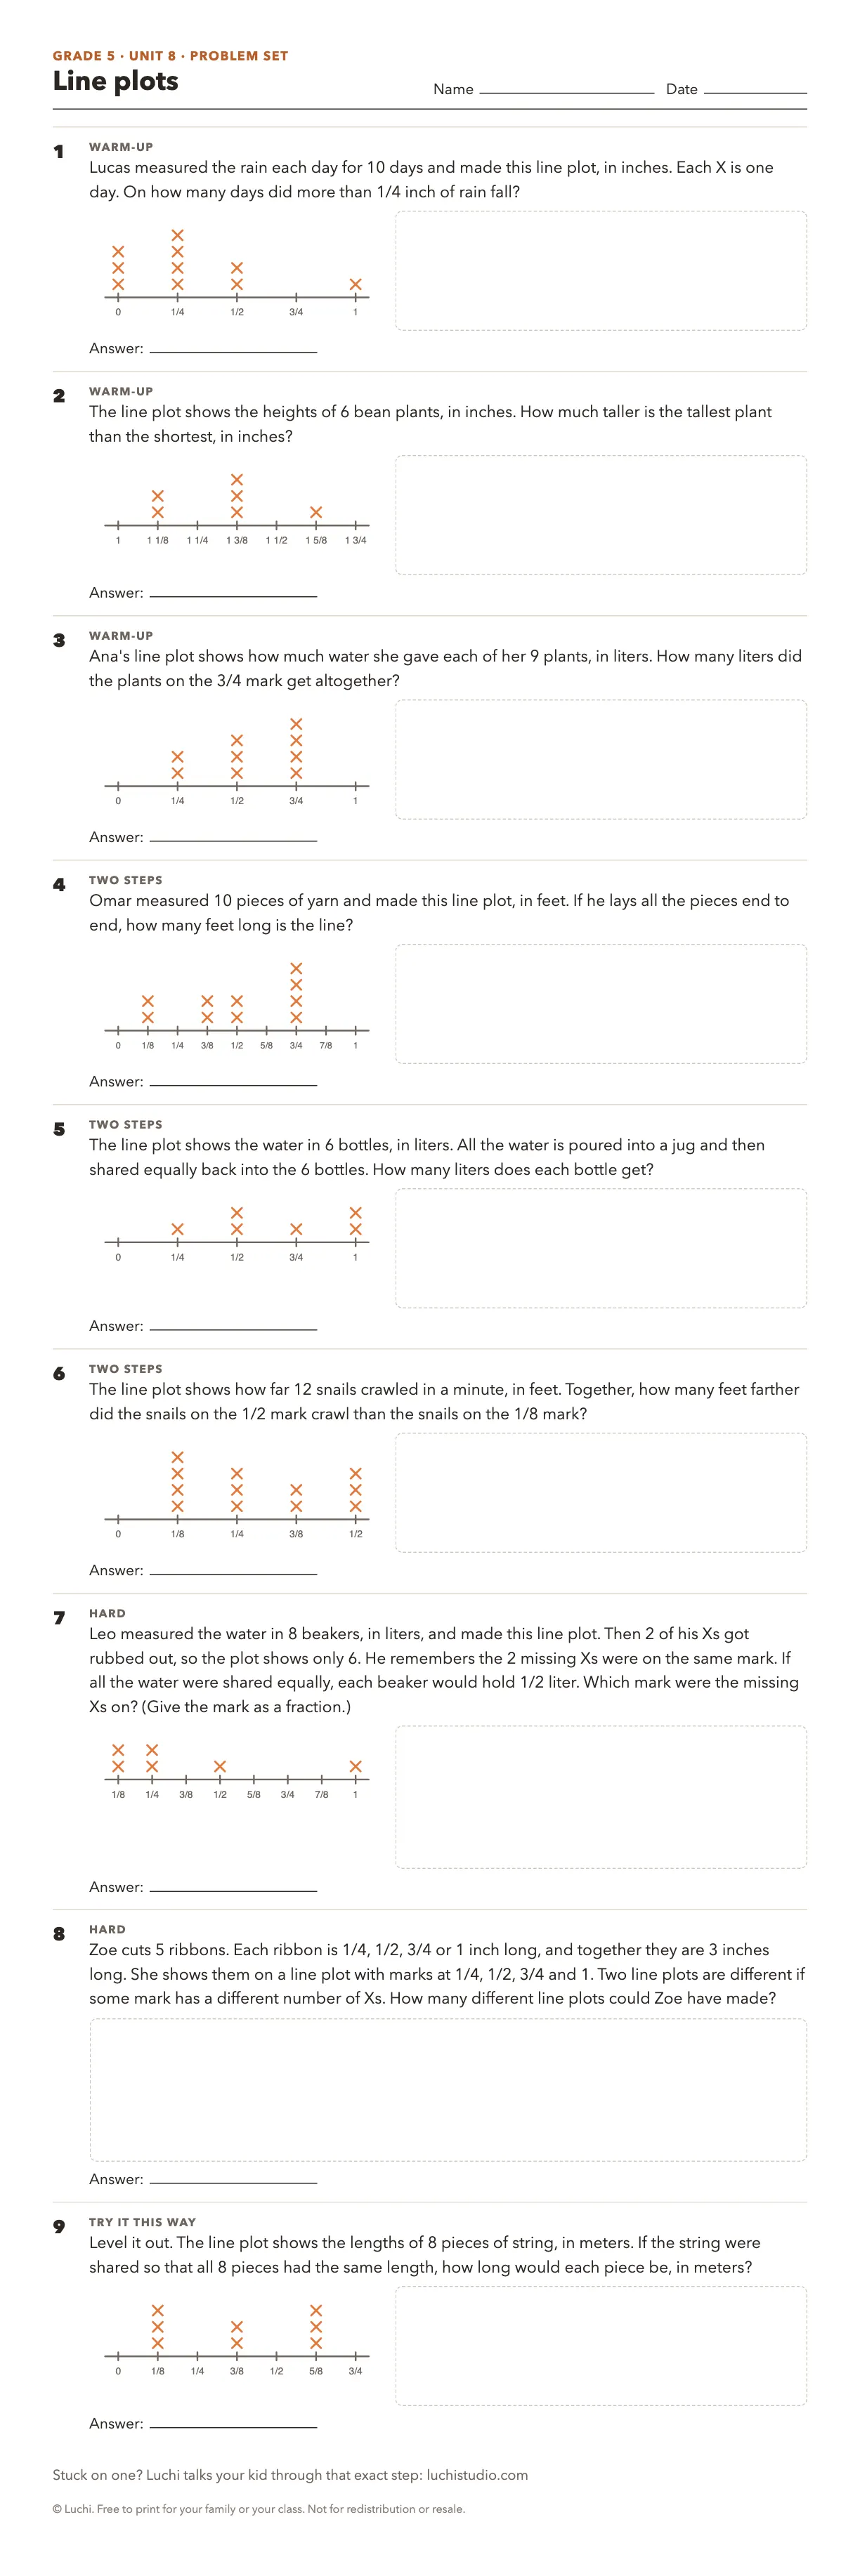 GRADE 5 · UNIT 8 · PROBLEM SET
Line plots
Name Date
1
WARM-UP
Lucas measured the rain each day for 10 days and made this line plot, in inches. Each X is one
day. On how many days did more than 1/4 inch of rain fall?
0 1/4 1/2 3/4 1
Answer:
2
WARM-UP
The line plot shows the heights of 6 bean plants, in inches. How much taller is the tallest plant
than the shortest, in inches?
1 1 1/8 1 1/4 1 3/8 1 1/2 1 5/8 1 3/4
Answer:
3
WARM-UP
Ana's line plot shows how much water she gave each of her 9 plants, in liters. How many liters did
the plants on the 3/4 mark get altogether?
0 1/4 1/2 3/4 1
Answer:
4
TWO STEPS
Omar measured 10 pieces of yarn and made this line plot, in feet. If he lays all the pieces end to
end, how many feet long is the line?
0 1/8 1/4 3/8 1/2 5/8 3/4 7/8 1
Answer:
5
TWO STEPS
The line plot shows the water in 6 bottles, in liters. All the water is poured into a jug and then
shared equally back into the 6 bottles. How many liters does each bottle get?
0 1/4 1/2 3/4 1
Answer:
6
TWO STEPS
The line plot shows how far 12 snails crawled in a minute, in feet. Together, how many feet farther
did the snails on the 1/2 mark crawl than the snails on the 1/8 mark?
0 1/8 1/4 3/8 1/2
Answer:
7
HARD
Leo measured the water in 8 beakers, in liters, and made this line plot. Then 2 of his Xs got
rubbed out, so the plot shows only 6. He remembers the 2 missing Xs were on the same mark. If
all the water were shared equally, each beaker would hold 1/2 liter. Which mark were the missing
Xs on? (Give the mark as a fraction.)
1/8 1/4 3/8 1/2 5/8 3/4 7/8 1
Answer:
8
HARD
Zoe cuts 5 ribbons. Each ribbon is 1/4, 1/2, 3/4 or 1 inch long, and together they are 3 inches
long. She shows them on a line plot with marks at 1/4, 1/2, 3/4 and 1. Two line plots are different if
some mark has a different number of Xs. How many different line plots could Zoe have made?
Answer:
9
TRY IT THIS WAY
Level it out. The line plot shows the lengths of 8 pieces of string, in meters. If the string were
shared so that all 8 pieces had the same length, how long would each piece be, in meters?
0 1/8 1/4 3/8 1/2 5/8 3/4
Answer:
Stuck on one? Luchi talks your kid through that exact step: luchistudio.com
© Luchi. Free to print for your family or your class. Not for redistribution or resale.